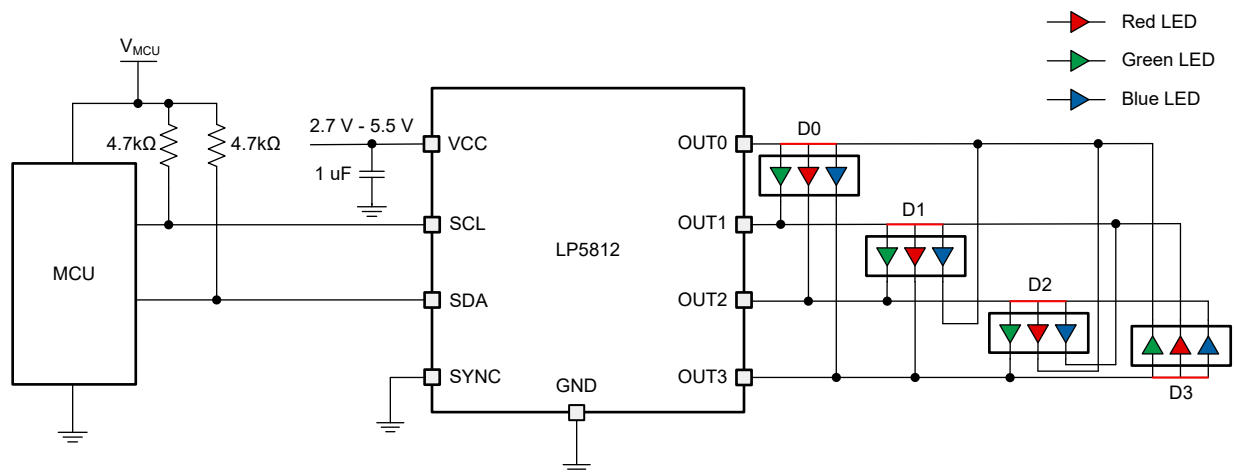 Red LED
Green LED
Blue LED
VMCU
4.7kΩ
4.7kΩ
2.7 V - 5.5 V
1 uF
MCU
VCC
SCL
SDA
SYNC
GND
LP5812
OUT0
OUT1
OUT2
OUT3
D0
D1
D2
D3